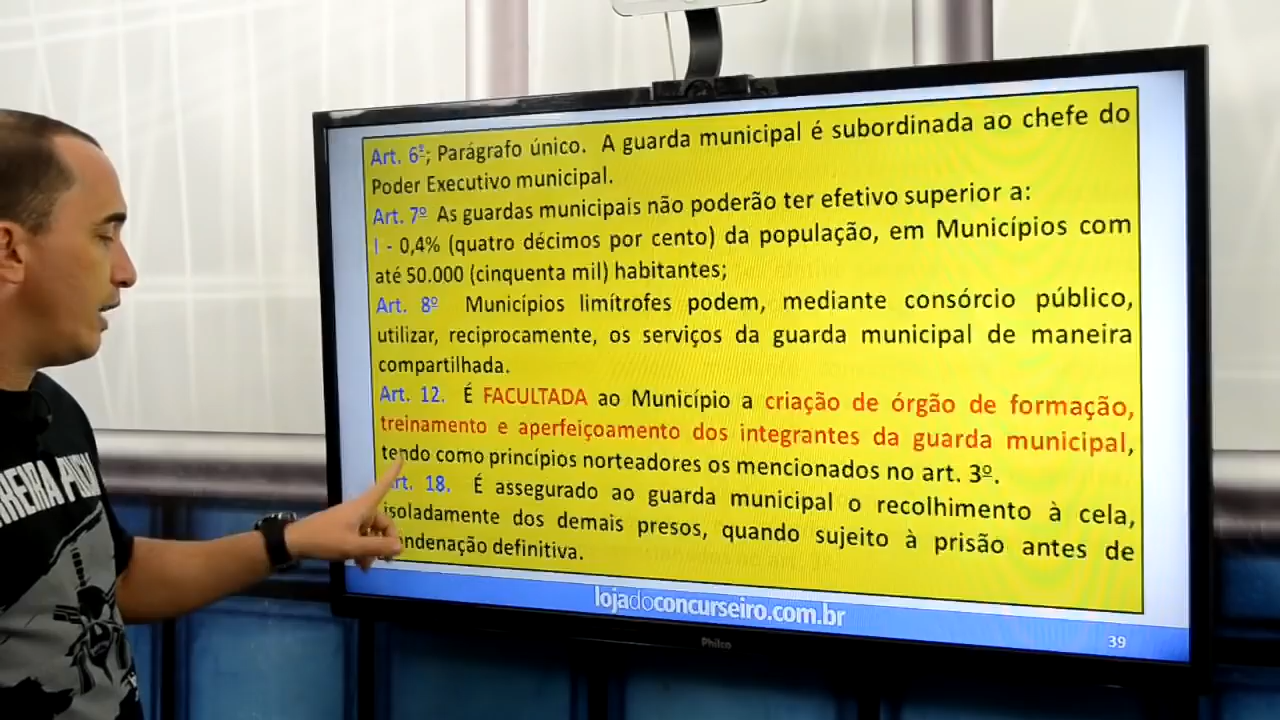 Art. 6º; Parágrafo único. A guarda municipal é subordinada ao chefe do
Poder Executivo municipal.
Art. 7º As guardas municipais não poderão ter efetivo superior a:
I - 0,4% (quatro décimos por cento) da população, em Municípios com
até 50.000 (cinquenta mil) habitantes;
Art. 8º Municípios limítrofes podem, mediante consórcio público,
utilizar, reciprocamente, os serviços da guarda municipal de maneira
compartilhada.
Art. 12. É FACULTADA ao Município a criação de órgão de formação,
treinamento e aperfeiçoamento dos integrantes da guarda municipal,
tendo como princípios norteadores os mencionados no art. 3º.
Art. 18. É assegurado ao guarda municipal o recolhimento à cela,
isoladamente dos demais presos, quando sujeito à prisão antes de
condenação definitiva.
lojadoconcurseiro.com.br
39
Philco